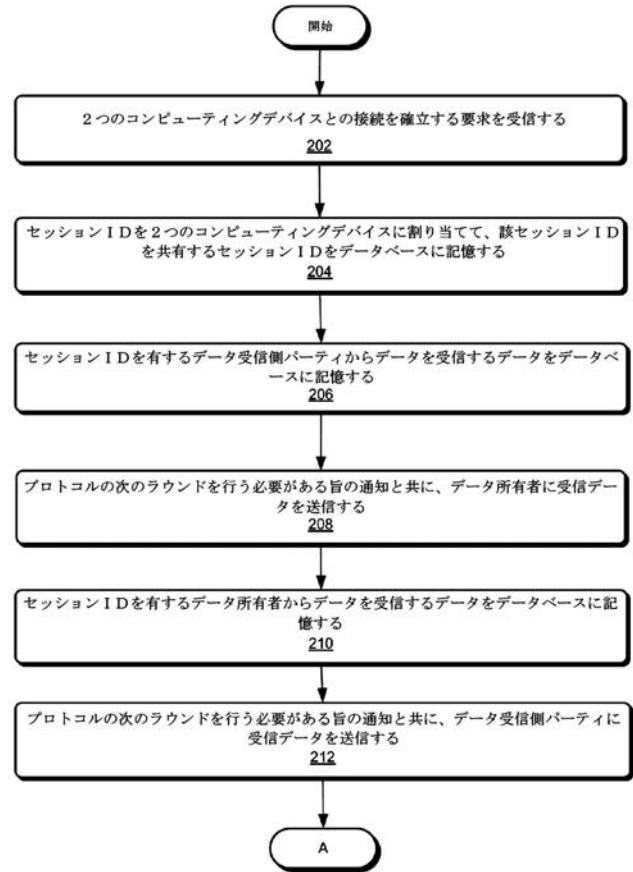 開始
２つのコンピューティングデバイスとの接続を確立する要求を受信する
202
セッションＩＤを２つのコンピューティングデバイスに割り当てて、該セッションＩＤ
を共有するセッションＩＤをデータベースに記憶する
204
セッションＩＤを有するデータ受信側パーティからデータを受信するデータをデータベ
ースに記憶する
206
プロトコルの次のラウンドを行う必要がある旨の通知と共に、データ所有者に受信デー
タを送信する
208
セッションＩＤを有するデータ所有者からデータを受信するデータをデータベースに記
憶する
210
プロトコルの次のラウンドを行う必要がある旨の通知と共に、データ受信側パーティに
受信データを送信する
212
A